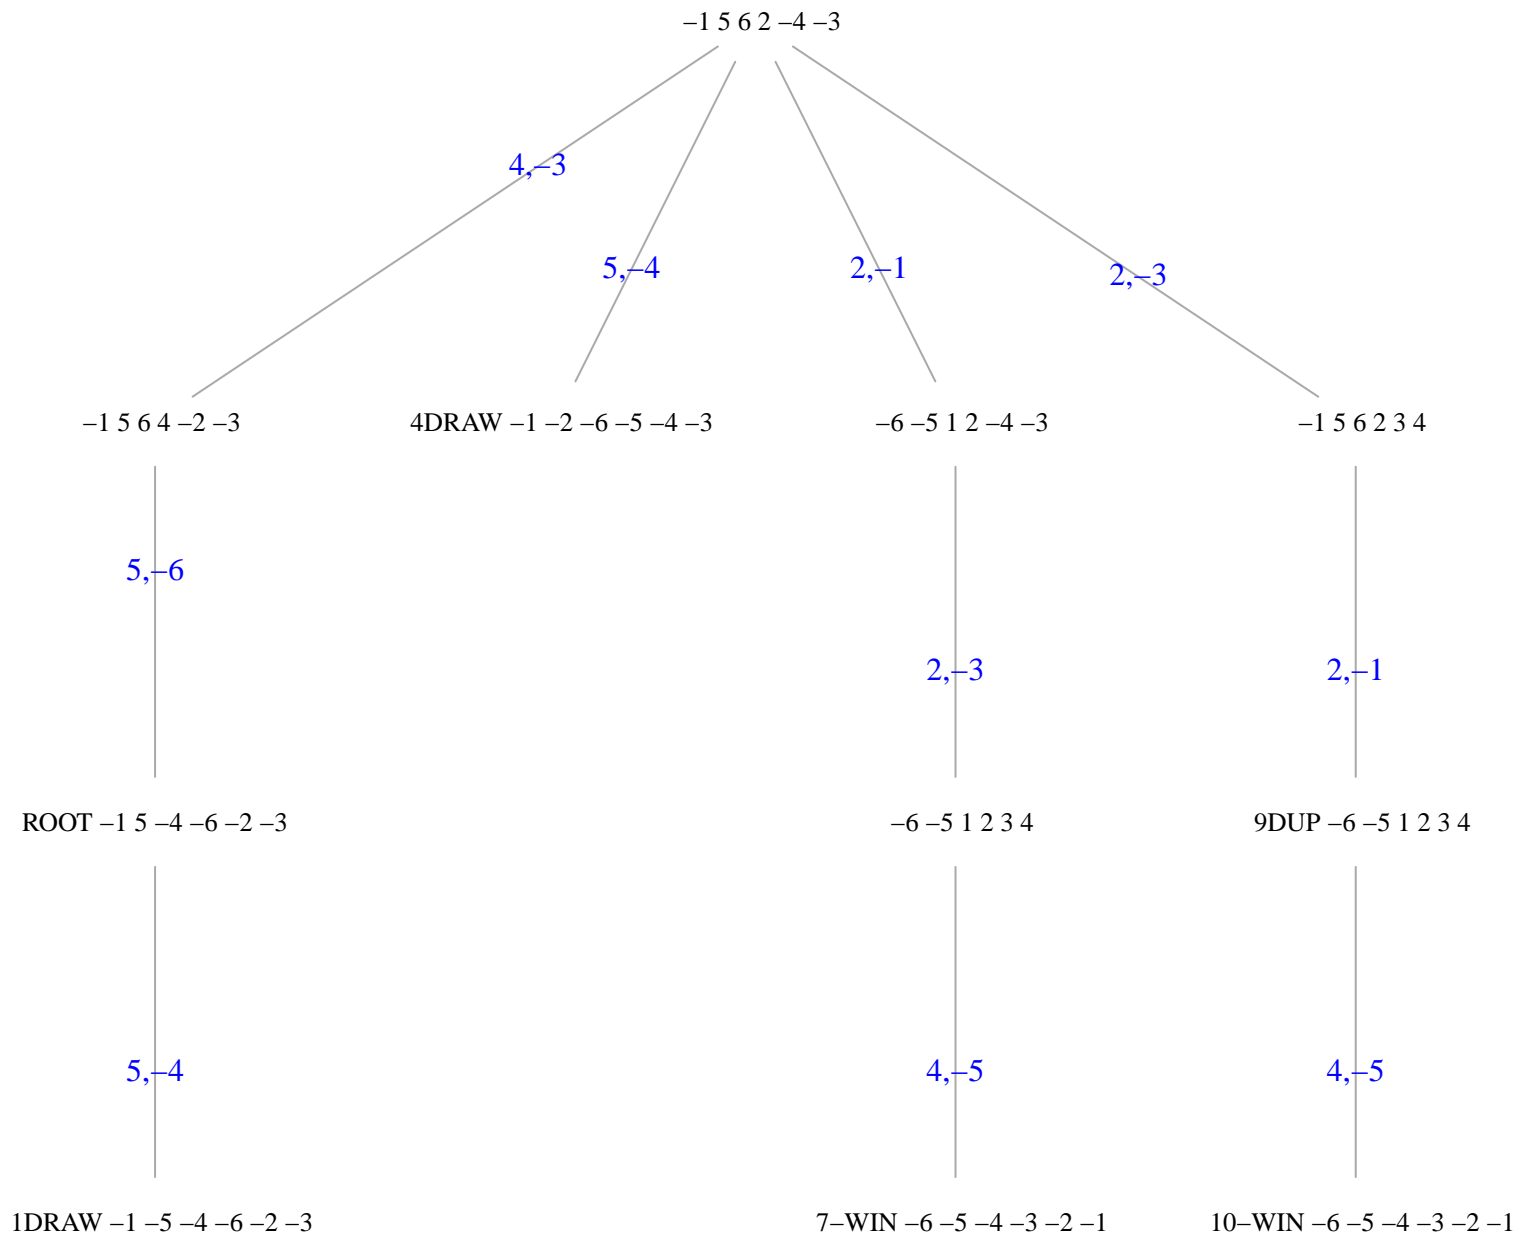 –1 5 6 2 –4 –3
4,–3
5,–4
2,–1
2,–3
–1 5 6 4 –2 –3
4DRAW –1 –2 –6 –5 –4 –3
–6 –5 1 2 –4 –3
–1 5 6 2 3 4
5,–6
2,–3
2,–1
ROOT –1 5 –4 –6 –2 –3
–6 –5 1 2 3 4
9DUP –6 –5 1 2 3 4
5,–4
4,–5
4,–5
1DRAW –1 –5 –4 –6 –2 –3
7–WIN –6 –5 –4 –3 –2 –1
10–WIN –6 –5 –4 –3 –2 –1